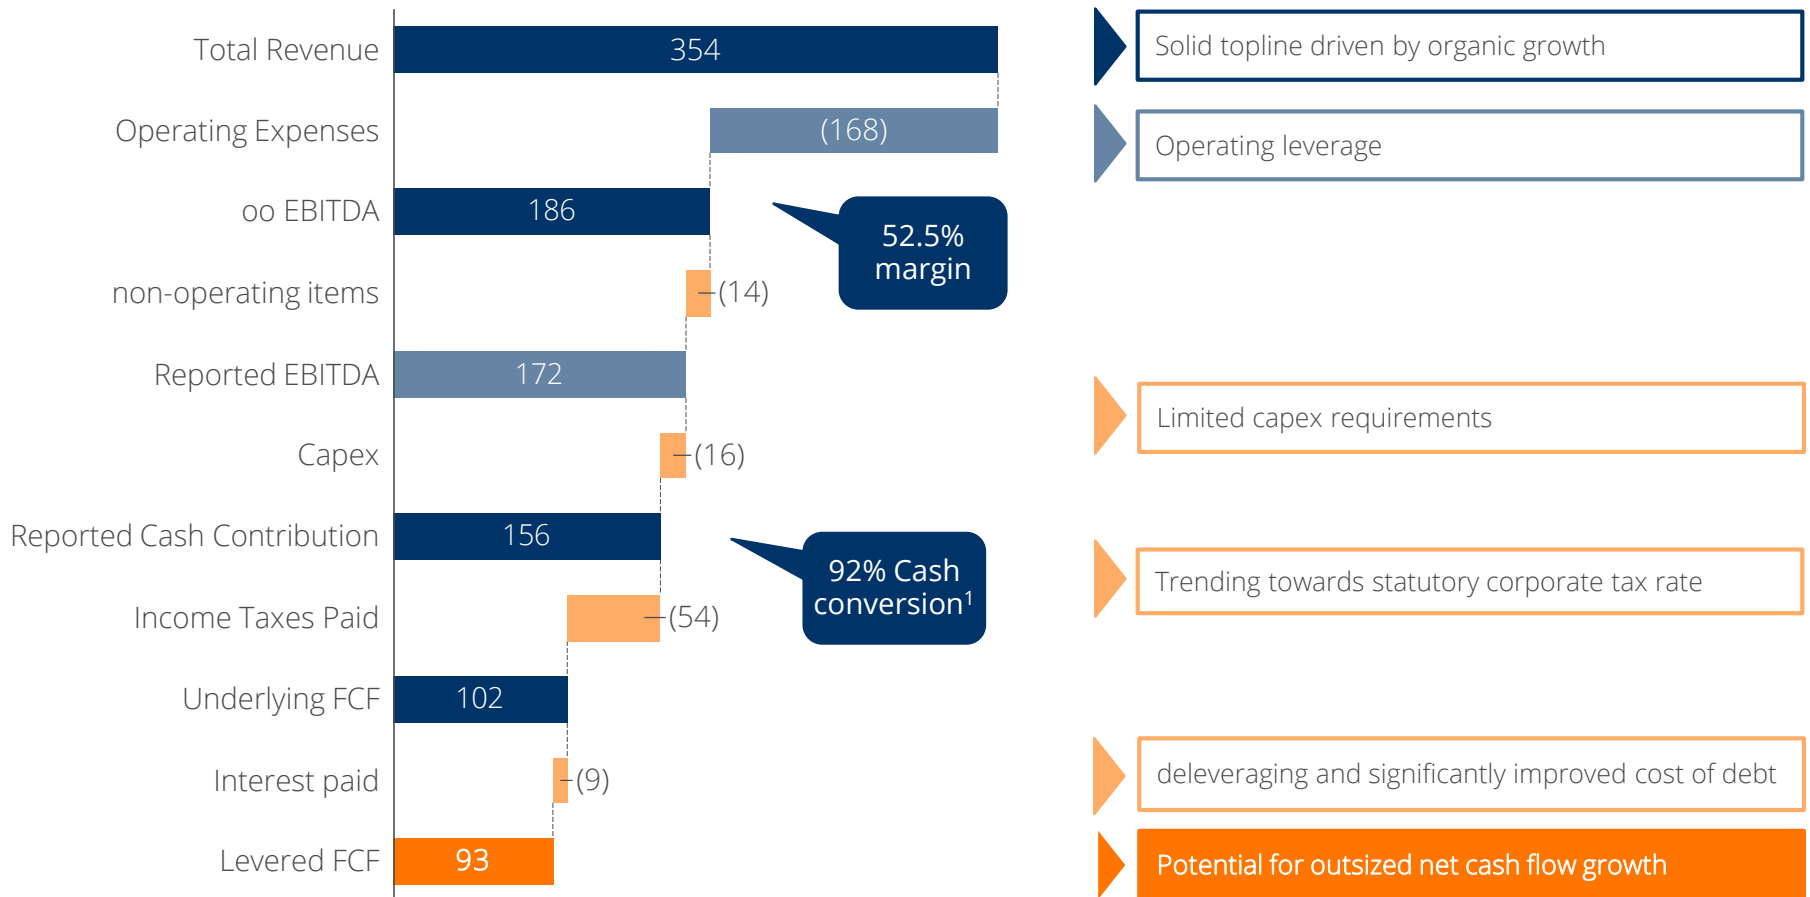 Total Revenue
354
Solid topline driven by organic growth
Operating Expenses
(168)
Operating leverage
oo EBITDA
186
52.5%
margin
non-operating items
(14)
Reported EBITDA
172
Limited capex requirements
Capex
(16)
Reported Cash Contribution
156
92% Cash
conversion¹
Trending towards statutory corporate tax rate
Income Taxes Paid
(54)
Underlying FCF
102
Interest paid
(9)
deleveraging and significantly improved cost of debt
Levered FCF
93
Potential for outsized net cash flow growth